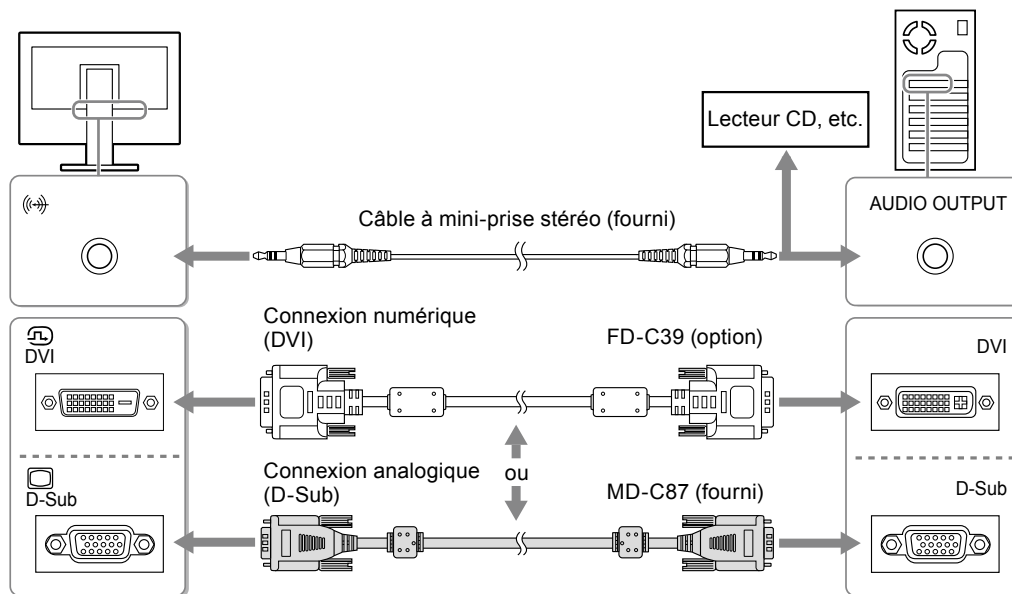 Lecteur CD, etc.
AUDIO OUTPUT
Câble à mini-prise stéréo (fourni)
Connexion numérique
(DVI)
FD-C39 (option)
DVI
DVI
Connexion analogique
(D-Sub)
ou
MD-C87 (fourni)
D-Sub
D-Sub